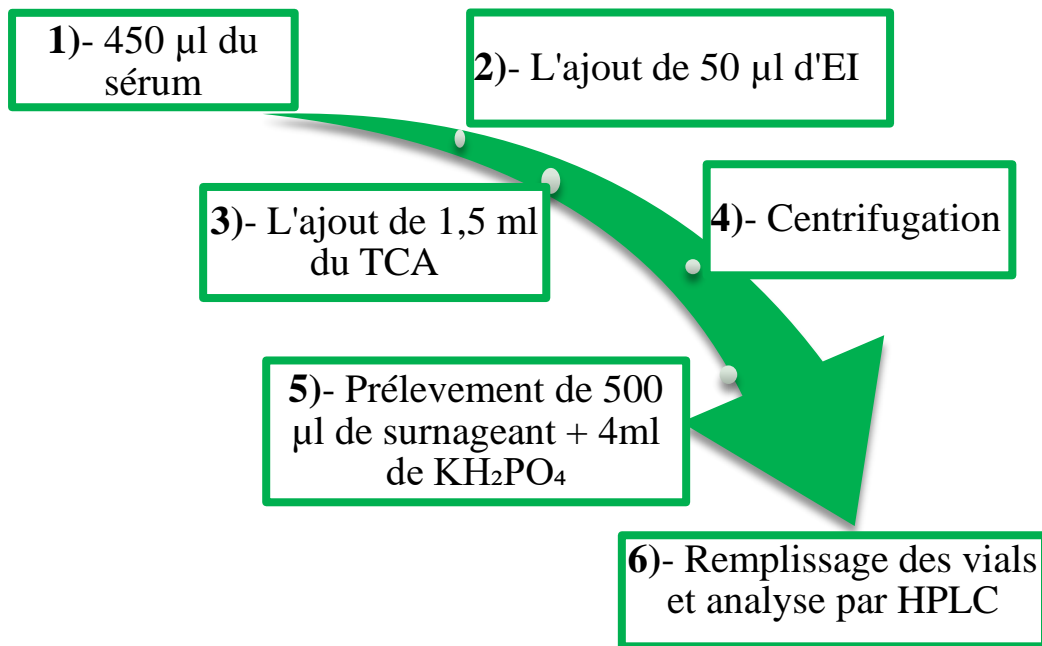 1)- 450 µl du
sérum
2)- L'ajout de 50 µl d'EI
3)- L'ajout de 1,5 ml
du TCA
4)- Centrifugation
5)- Prélevement de 500
µl de surnageant + 4ml
de KH₂PO₄
6)- Remplissage des vials
et analyse par HPLC